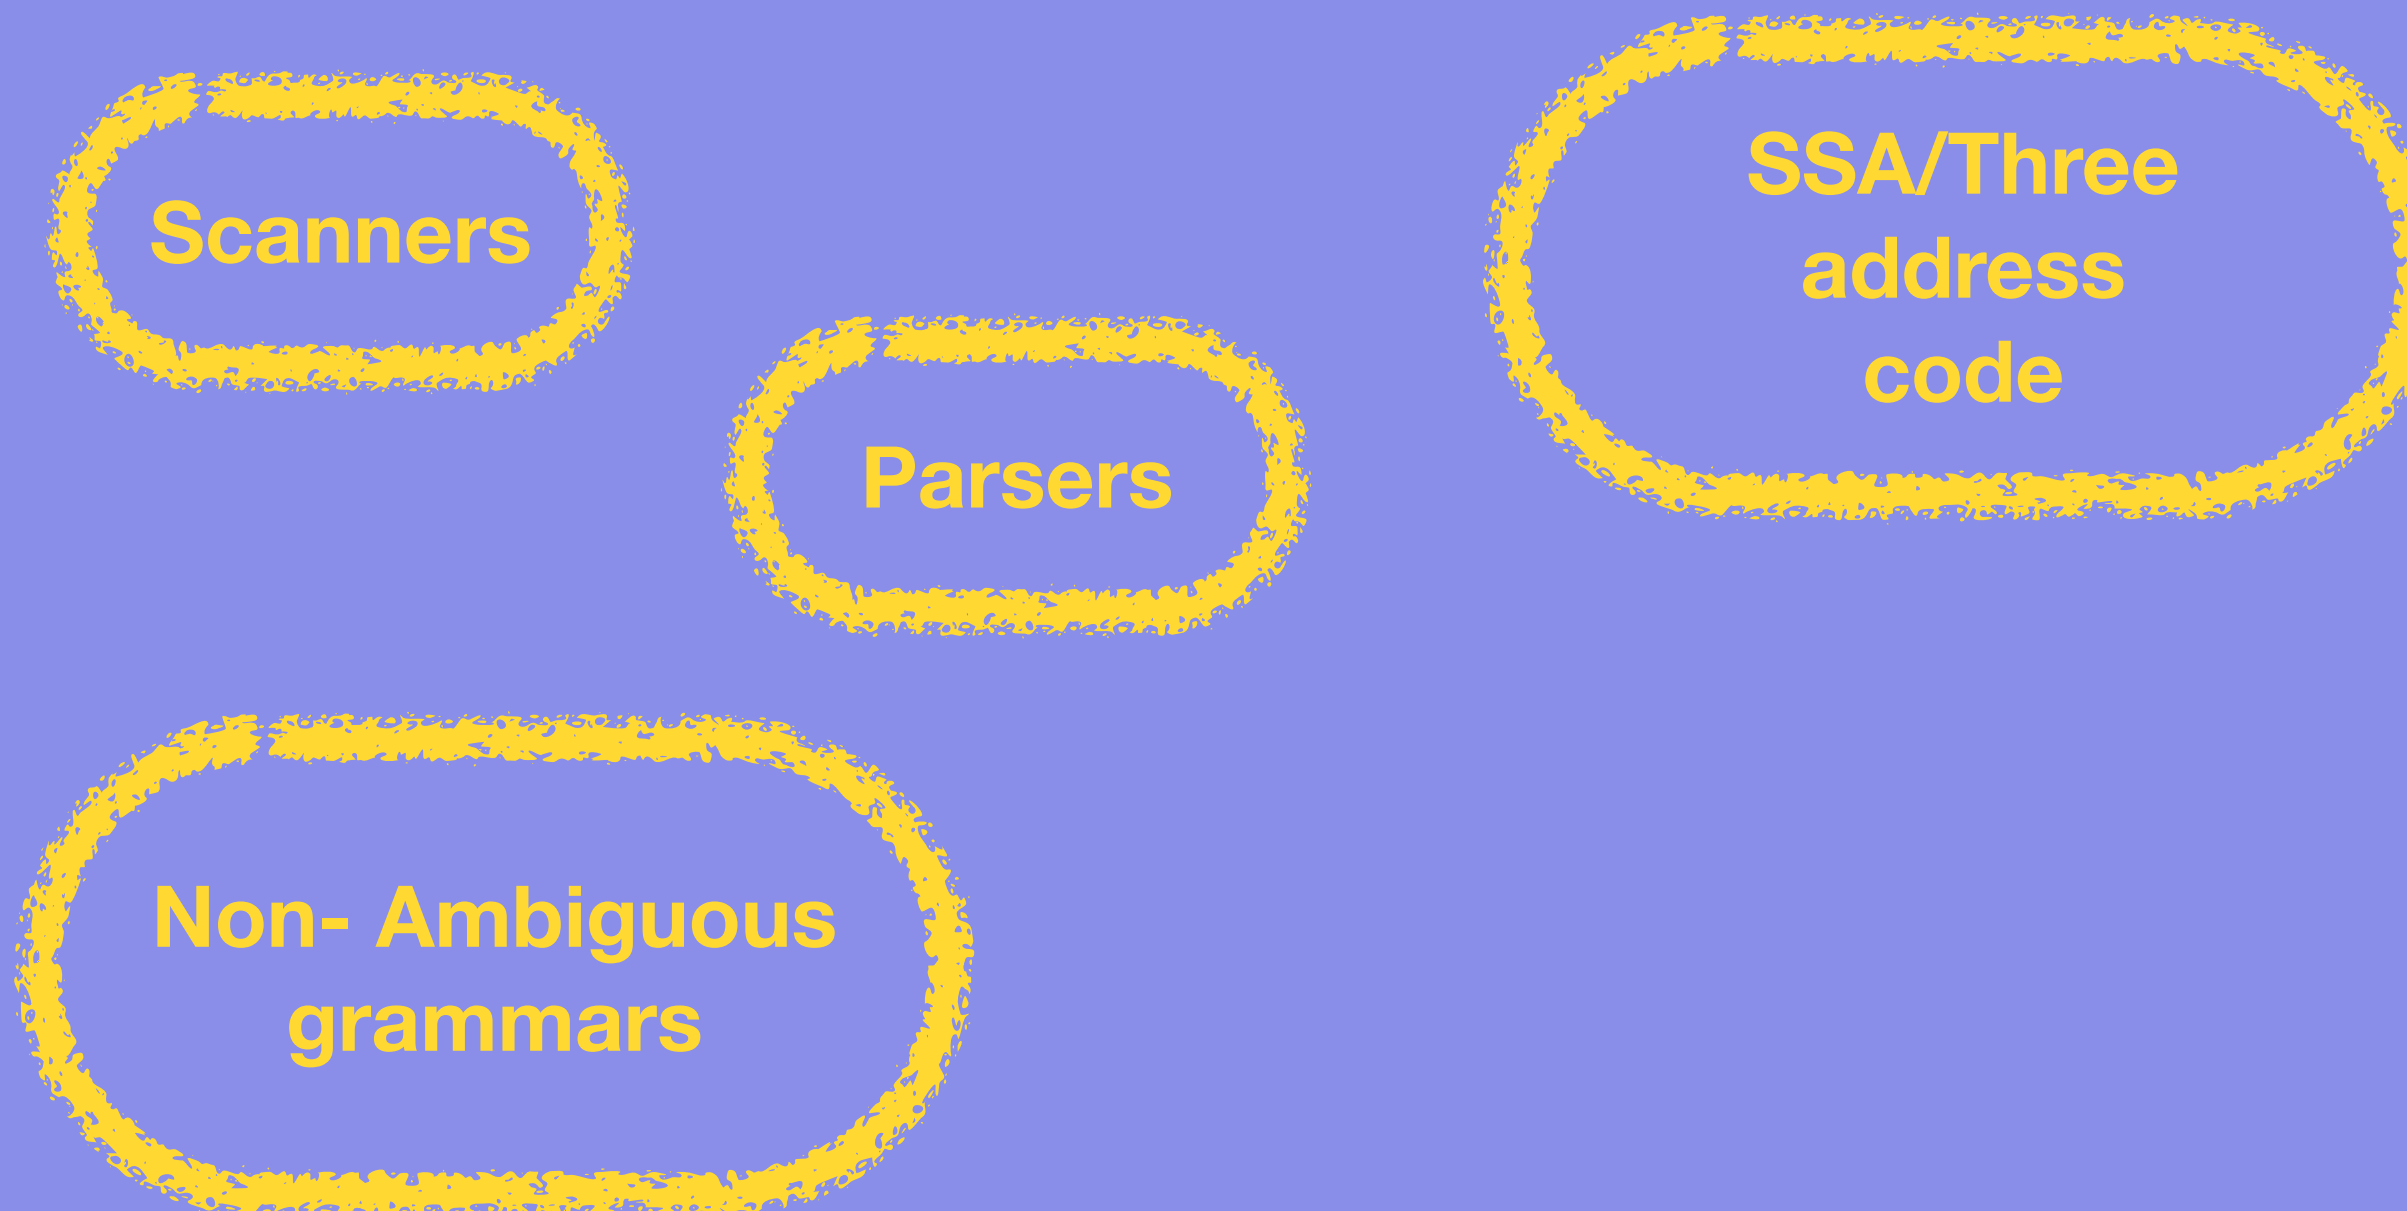 Scanners
Parsers
SSA/Three
address
code
Non- Ambiguous
grammars